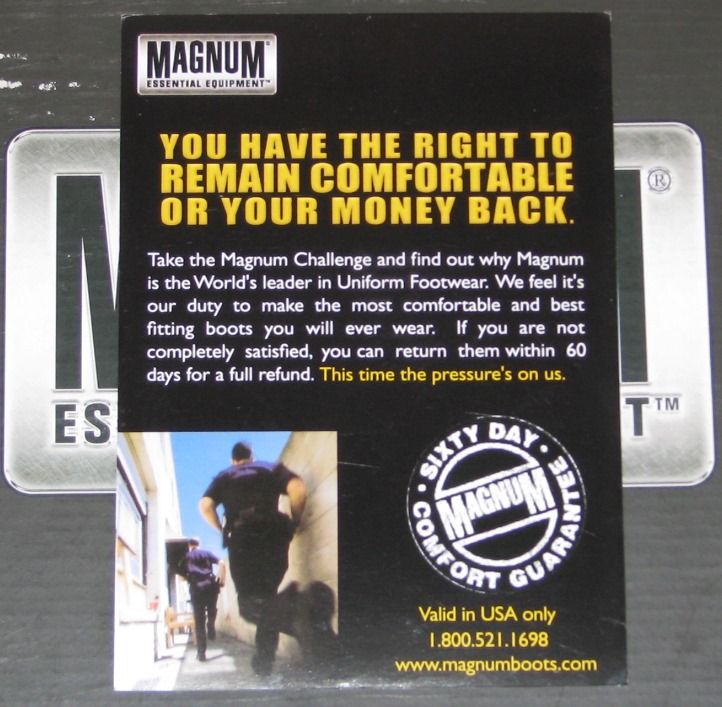 MAGNUM®
ESSENTIAL EQUIPMENT™
YOU HAVE THE RIGHT TO
REMAIN COMFORTABLE
OR YOUR MONEY BACK.
Take the Magnum Challenge and find out why Magnum
is the World's leader in Uniform Footwear. We feel it's
our duty to make the most comfortable and best
fitting boots you will ever wear. If you are not
completely satisfied, you can return them within 60
days for a full refund. This time the pressure's on us.
· SIXTY DAY ·
MAGNUM
COMFORT GUARANTEE
Valid in USA only
1.800.521.1698
www.magnumboots.com
®
ES
T™